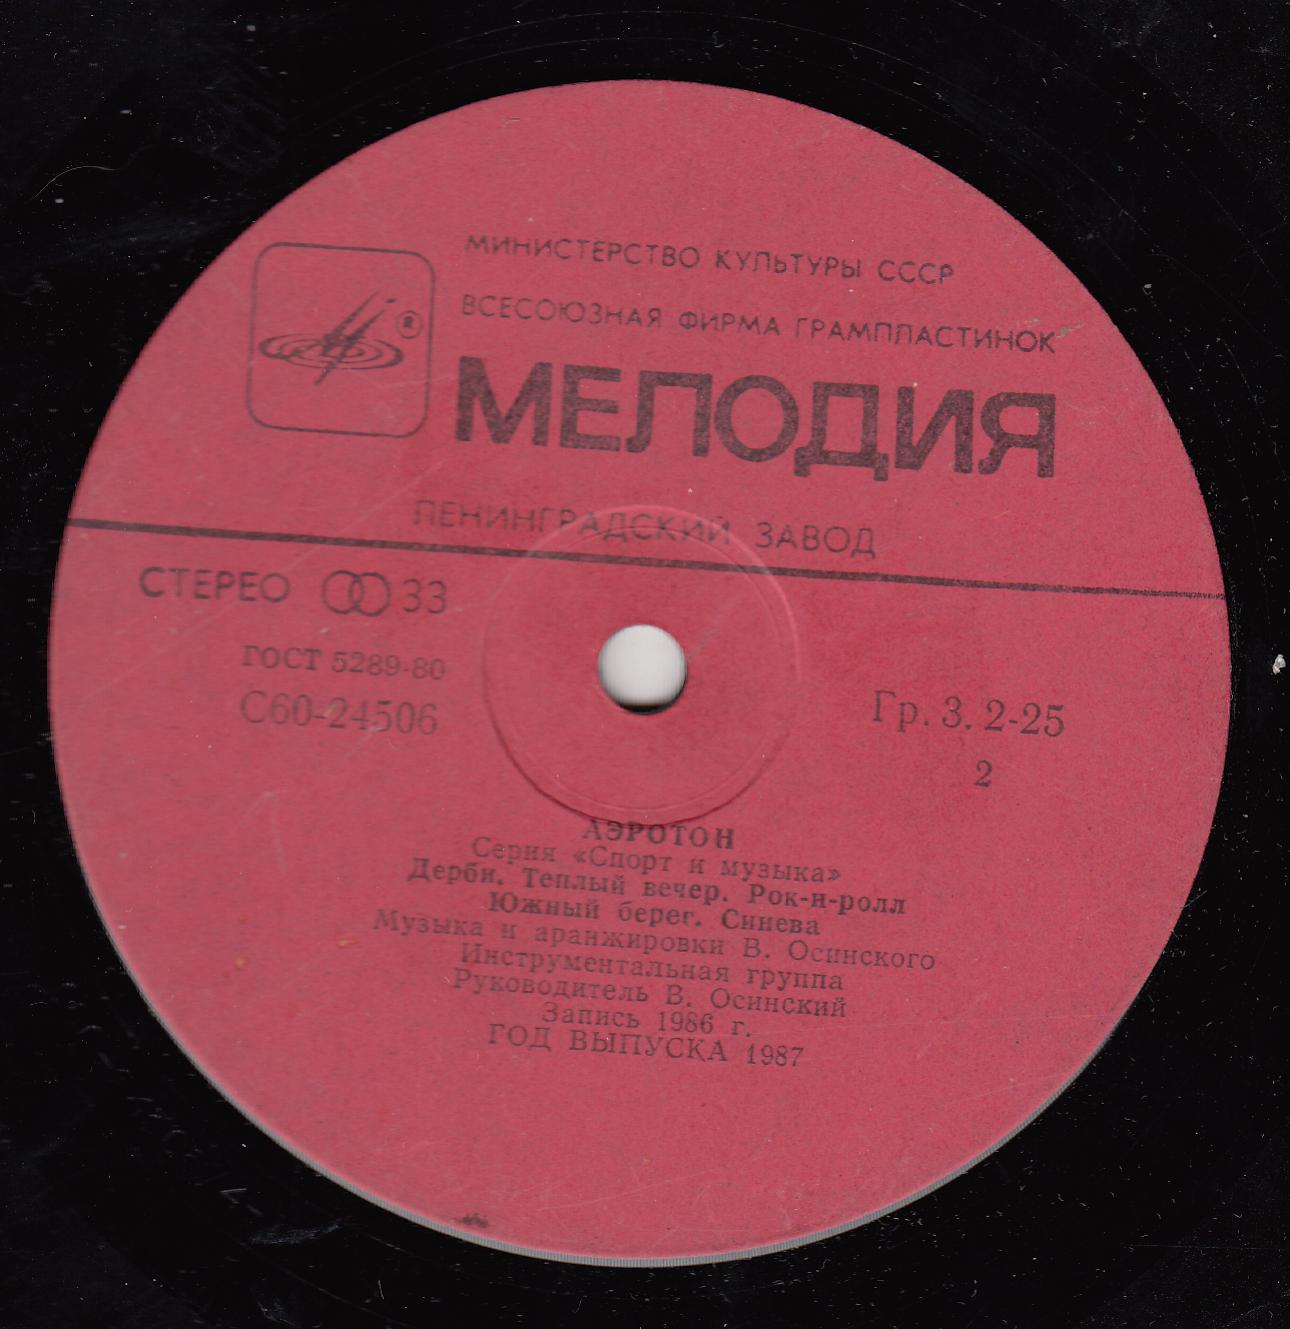 МИНИСТЕРСТВО КУЛЬТУРЫ СССР
ВСЕСОЮЗНАЯ ФИРМА ГРАМПЛАСТИНОК
®
МЕЛОДИЯ
ЛЕНИНГРАДСКИЙ ЗАВОД
СТЕРЕО 33
ГОСТ 5289-80
С60-24506
Гр. 3. 2-25
2
АЭРОТОН
Серия «Спорт и музыка»
Дерби. Теплый вечер. Рок-н-ролл
Южный берег. Синева
Музыка и аранжировки В. Осинского
Инструментальная группа
Руководитель В. Осинский
Запись 1986 г.
ГОД ВЫПУСКА 1987